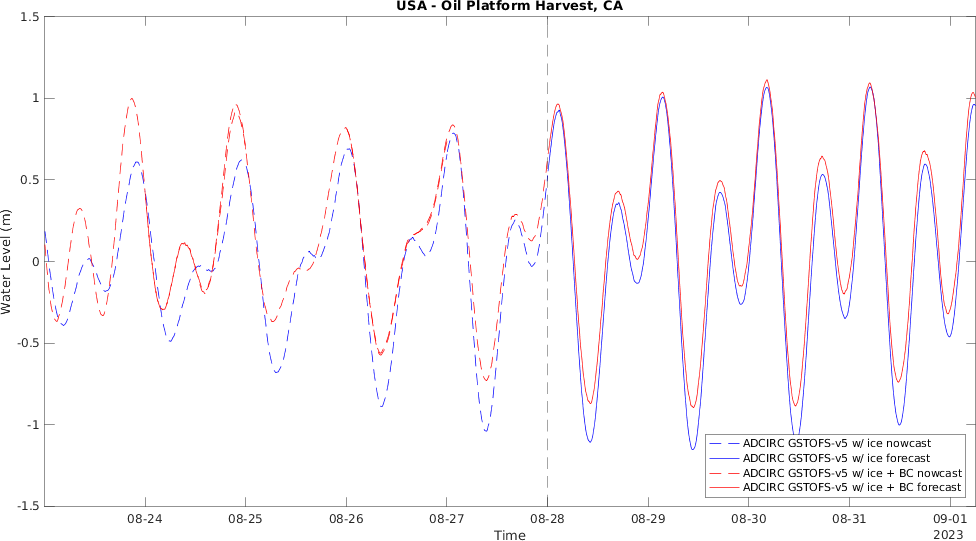 USA - Oil Platform Harvest, CA
1.5
1
0.5
0
-0.5
-1
-1.5
Water Level (m)
08-24 08-25 08-26 08-27 08-28 08-29 08-30 08-31 09-01
2023
Time
ADCIRC GSTOFS-v5 w/ ice nowcast
ADCIRC GSTOFS-v5 w/ ice forecast
ADCIRC GSTOFS-v5 w/ ice + BC nowcast
ADCIRC GSTOFS-v5 w/ ice + BC forecast